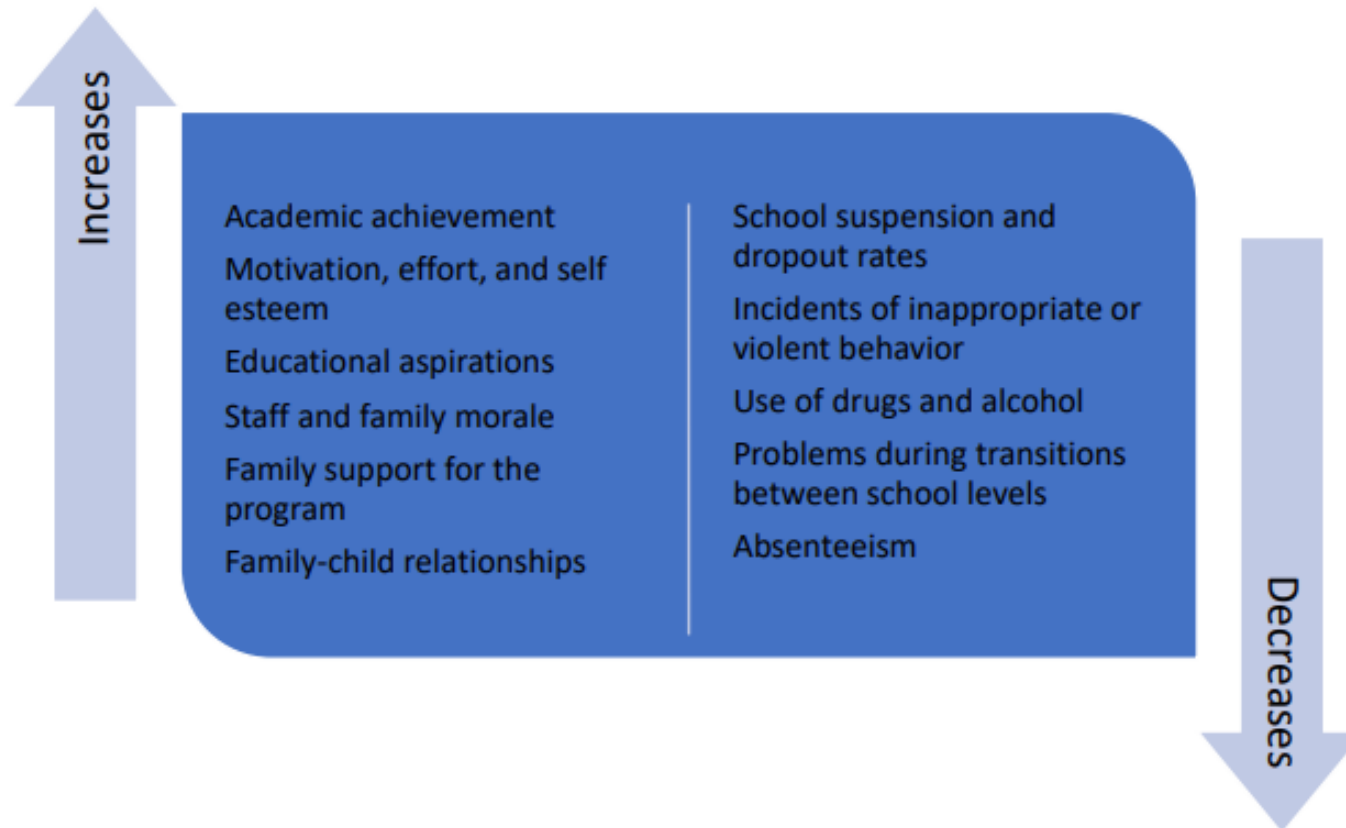 Increases
Academic achievement
Motivation, effort, and self
esteem
Educational aspirations
Staff and family morale
Family support for the
program
Family-child relationships
School suspension and
dropout rates
Incidents of inappropriate or
violent behavior
Use of drugs and alcohol
Problems during transitions
between school levels
Absenteeism
Decreases